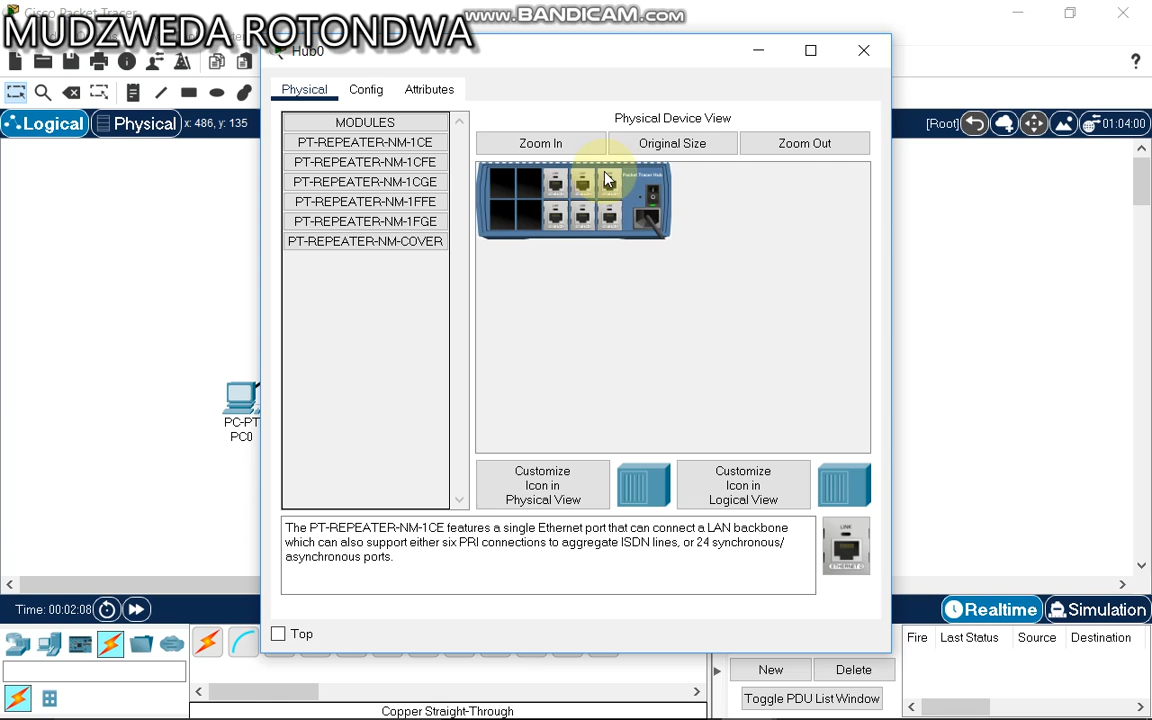 Cisco Packet Tracer
www.BANDICAM.com
MUDZWEDA ROTONDWA
Hub0
?
Physical
Config
Attributes
Logical
Physical
x: 486, y: 135
[Root]
01:04:00
MODULES
PT-REPEATER-NM-1CE
PT-REPEATER-NM-1CFE
PT-REPEATER-NM-1CGE
PT-REPEATER-NM-1FFE
PT-REPEATER-NM-1FGE
PT-REPEATER-NM-COVER
Physical Device View
Zoom In
Original Size
Zoom Out
Packet Tracer Hub
PC-PT
PC0
Customize
Icon in
Physical View
Customize
Icon in
Logical View
The PT-REPEATER-NM-1CE features a single Ethernet port that can connect a LAN backbone
which can also support either six PRI connections to aggregate ISDN lines, or 24 synchronous/
asynchronous ports.
LINK
Top
Time: 00:02:08
Realtime
Simulation
Fire
Last Status
Source
Destination
New
Delete
Toggle PDU List Window
Copper Straight-Through